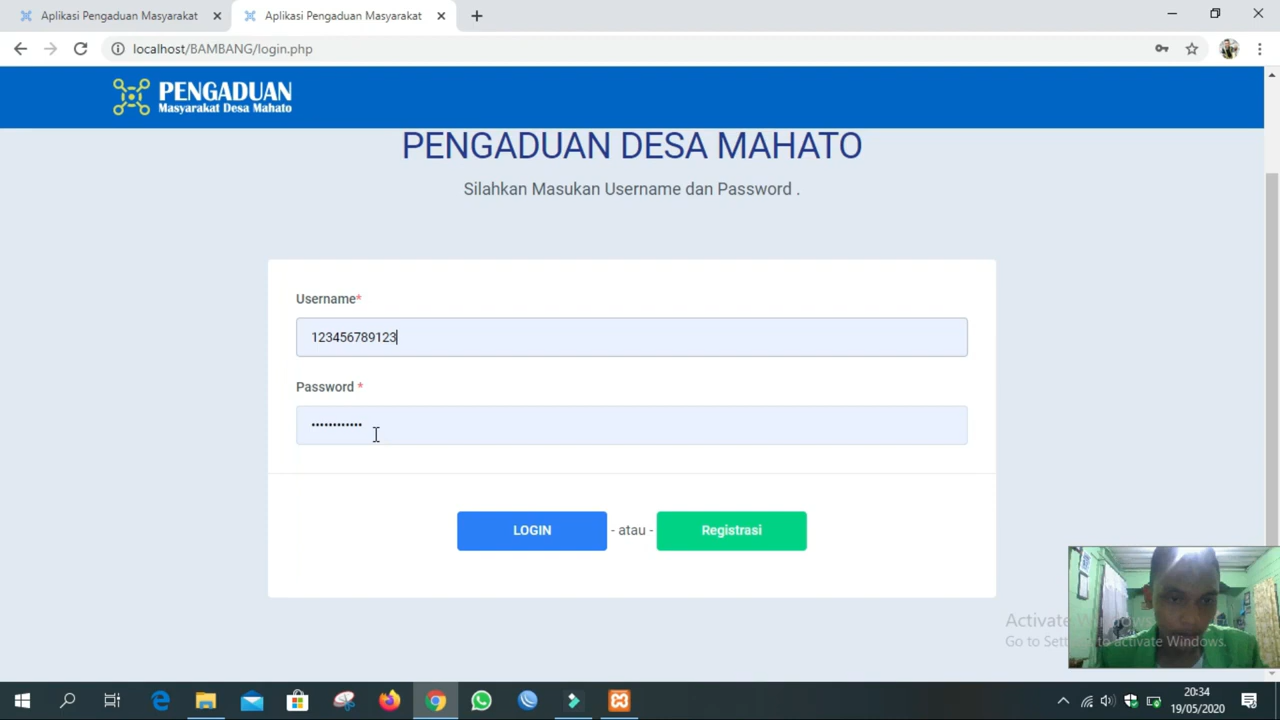 Aplikasi Pengaduan Masyarakat
Aplikasi Pengaduan Masyarakat
localhost/BAMBANG/login.php
PENGADUAN
Masyarakat Desa Mahato
PENGADUAN DESA MAHATO
Silahkan Masukan Username dan Password .
Username*
123456789123
Password *
••••••••••••
LOGIN
- atau -
Registrasi
Activate Windows
Go to Settings to activate Windows.
20:34
19/05/2020